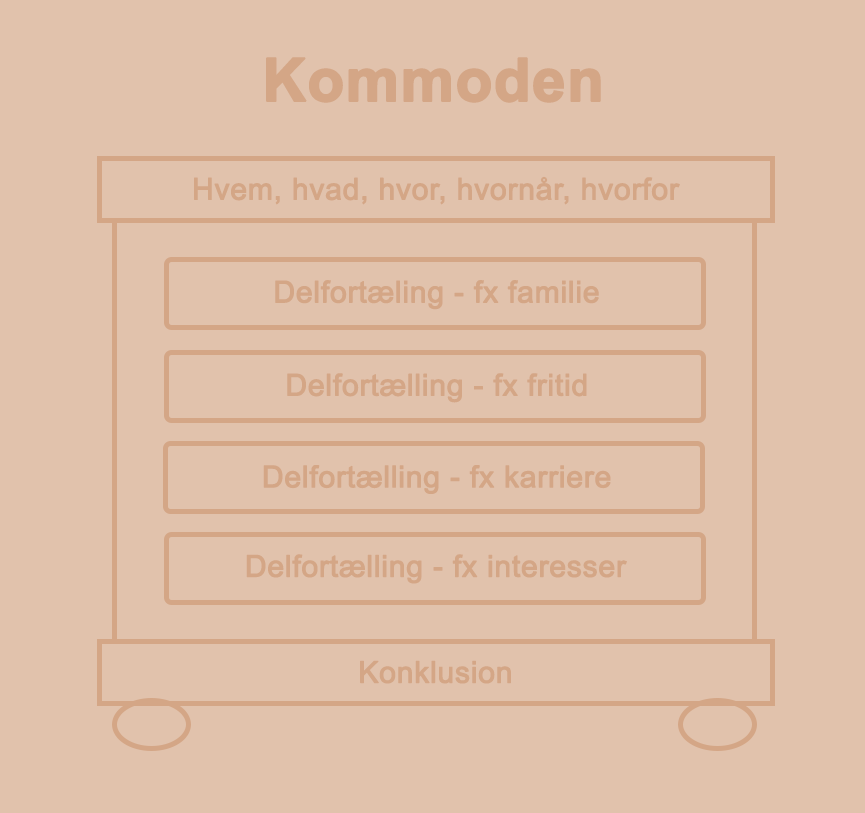 Kommoden
Hvem, hvad, hvor, hvornår, hvorfor
Delfortæling - fx familie
Delfortælling - fx fritid
Delfortælling - fx karriere
Delfortælling - fx interesser
Konklusion